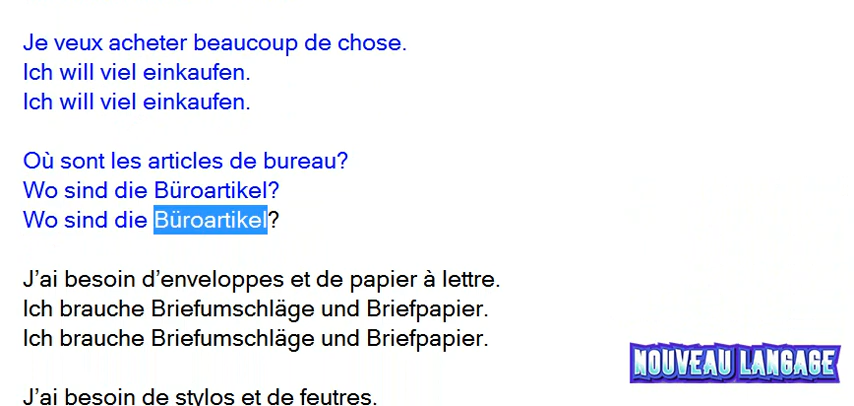 Je veux acheter beaucoup de chose.
Ich will viel einkaufen.
Ich will viel einkaufen.
Où sont les articles de bureau?
Wo sind die Büroartikel?
Wo sind die Büroartikel?
J’ai besoin d’enveloppes et de papier à lettre.
Ich brauche Briefumschläge und Briefpapier.
Ich brauche Briefumschläge und Briefpapier.
NOUVEAU LANGAGE
J’ai besoin de stylos et de feutres.